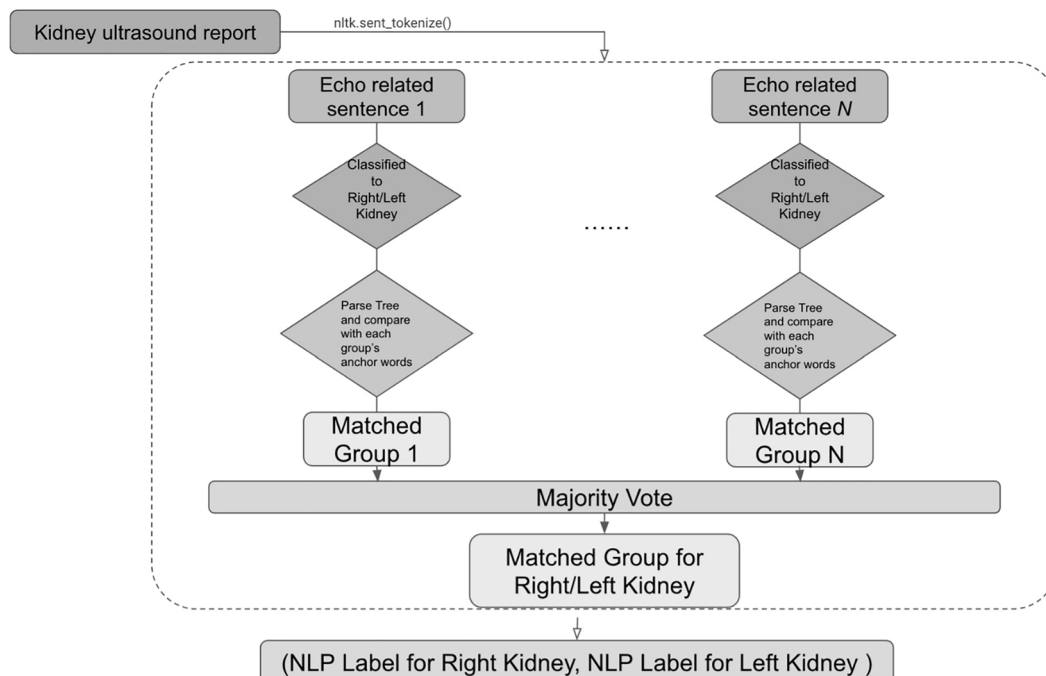 Kidney ultrasound report
nltk.sent_tokenize()
Echo related
sentence 1
Echo related
sentence N
Classified
to
Right/Left
Kidney
Classified
to
Right/Left
Kidney
......
Parse Tree
and compare
with each
group's
anchor words
Parse Tree
and compare
with each
group's
anchor words
Matched
Group 1
Matched
Group N
Majority Vote
Matched Group for
Right/Left Kidney
(NLP Label for Right Kidney, NLP Label for Left Kidney )